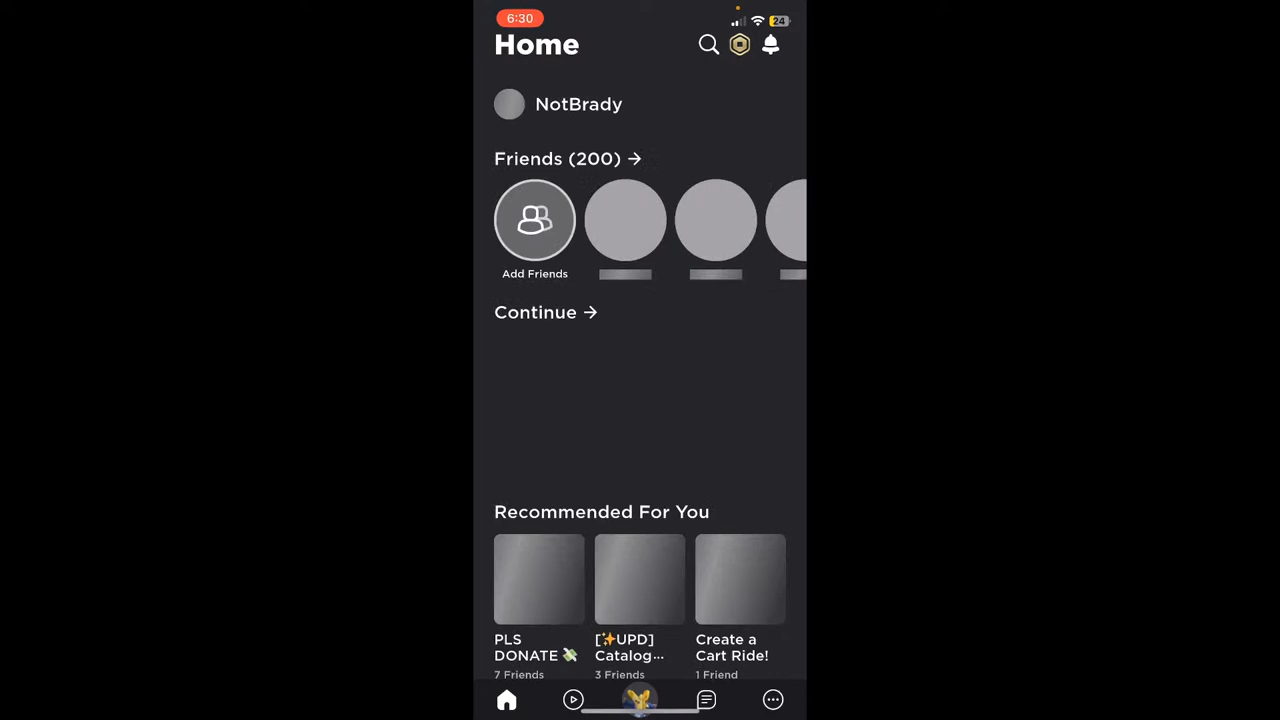 6:30
24
Home
NotBrady
Friends (200) →
Add Friends
Continue →
Recommended For You
PLS
DONATE 💸
[✨UPD]
Catalog...
Create a
Cart Ride!
7 Friends
3 Friends
1 Friend